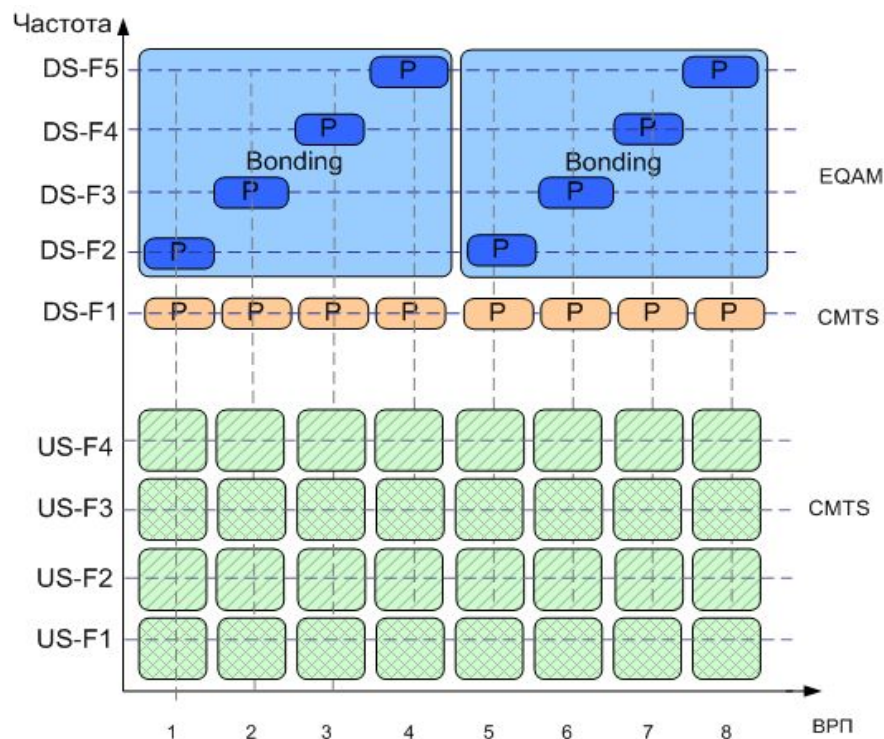 Частота
DS-F5 P P
DS-F4 P P
Bonding Bonding
DS-F3 P P EQAM
DS-F2 P P
DS-F1 P P P P P P P P CMTS
US-F4
US-F3 CMTS
US-F2
US-F1
1 2 3 4 5 6 7 8 ВРП